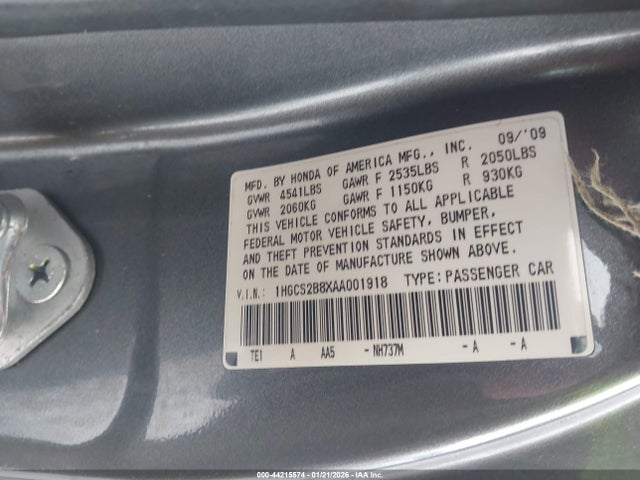 MFD. BY HONDA OF AMERICA MFG., INC. 09/'09
GVWR 4541LBS GAWR F 2535LBS R 2050LBS
GVWR 2060KG GAWR F 1150KG R 930KG
THIS VEHICLE CONFORMS TO ALL APPLICABLE
FEDERAL MOTOR VEHICLE SAFETY, BUMPER,
AND THEFT PREVENTION STANDARDS IN EFFECT
ON THE DATE OF MANUFACTURE SHOWN ABOVE.
V.I.N.: 1HGCS2B8XAA001918 TYPE: PASSENGER CAR
TE1 A AA5 - NH737M - A - A
000-44215574 - 01/21/2026 - IAA Inc.